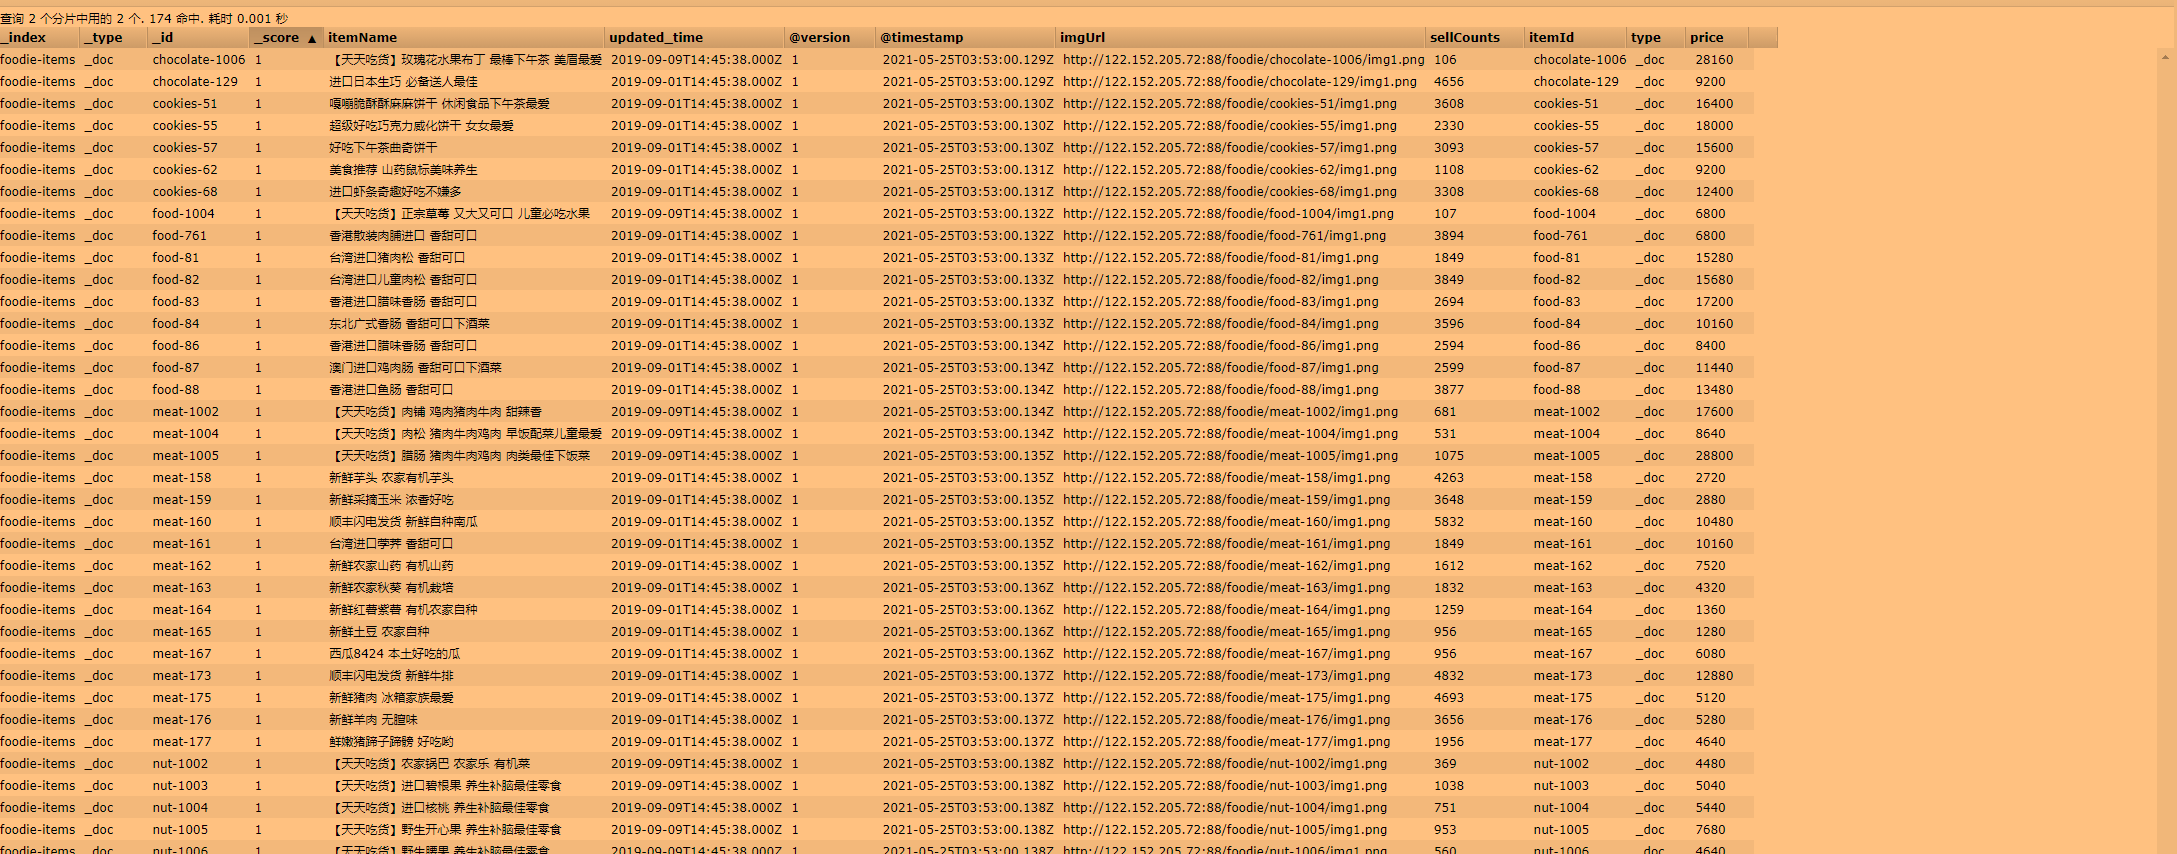 查询 2 个分片中用的 2 个. 174 命中. 耗时 0.001 秒
_index _type _id _score ▲ itemName updated_time @version @timestamp imgUrl sellCounts itemId type price
foodie-items _doc chocolate-1006 1 【天天吃货】玫瑰花水果布丁 最棒下午茶 美眉最爱 2019-09-09T14:45:38.000Z 1 2021-05-25T03:53:00.129Z http://122.152.205.72:88/foodie/chocolate-1006/img1.png 106 chocolate-1006 _doc 28160
foodie-items _doc chocolate-129 1 进口日本生巧 必备送人最佳 2019-09-01T14:45:38.000Z 1 2021-05-25T03:53:00.129Z http://122.152.205.72:88/foodie/chocolate-129/img1.png 4656 chocolate-129 _doc 9200
foodie-items _doc cookies-51 1 嘎嘣脆酥酥麻麻饼干 休闲食品下午茶最爱 2019-09-01T14:45:38.000Z 1 2021-05-25T03:53:00.130Z http://122.152.205.72:88/foodie/cookies-51/img1.png 3608 cookies-51 _doc 16400
foodie-items _doc cookies-55 1 超级好吃巧克力威化饼干 女女最爱 2019-09-01T14:45:38.000Z 1 2021-05-25T03:53:00.130Z http://122.152.205.72:88/foodie/cookies-55/img1.png 2330 cookies-55 _doc 18000
foodie-items _doc cookies-57 1 好吃下午茶曲奇饼干 2019-09-01T14:45:38.000Z 1 2021-05-25T03:53:00.130Z http://122.152.205.72:88/foodie/cookies-57/img1.png 3093 cookies-57 _doc 15600
foodie-items _doc cookies-62 1 美食推荐 山药鼠标美味养生 2019-09-01T14:45:38.000Z 1 2021-05-25T03:53:00.131Z http://122.152.205.72:88/foodie/cookies-62/img1.png 1108 cookies-62 _doc 9200
foodie-items _doc cookies-68 1 进口虾条奇趣好吃不嫌多 2019-09-01T14:45:38.000Z 1 2021-05-25T03:53:00.131Z http://122.152.205.72:88/foodie/cookies-68/img1.png 3308 cookies-68 _doc 12400
foodie-items _doc food-1004 1 【天天吃货】正宗草莓 又大又可口 儿童必吃水果 2019-09-09T14:45:38.000Z 1 2021-05-25T03:53:00.132Z http://122.152.205.72:88/foodie/food-1004/img1.png 107 food-1004 _doc 6800
foodie-items _doc food-761 1 香港散装肉脯进口 香甜可口 2019-09-01T14:45:38.000Z 1 2021-05-25T03:53:00.132Z http://122.152.205.72:88/foodie/food-761/img1.png 3894 food-761 _doc 6800
foodie-items _doc food-81 1 台湾进口猪肉松 香甜可口 2019-09-01T14:45:38.000Z 1 2021-05-25T03:53:00.133Z http://122.152.205.72:88/foodie/food-81/img1.png 1849 food-81 _doc 15280
foodie-items _doc food-82 1 台湾进口儿童肉松 香甜可口 2019-09-01T14:45:38.000Z 1 2021-05-25T03:53:00.133Z http://122.152.205.72:88/foodie/food-82/img1.png 3849 food-82 _doc 15680
foodie-items _doc food-83 1 香港进口腊味香肠 香甜可口 2019-09-01T14:45:38.000Z 1 2021-05-25T03:53:00.133Z http://122.152.205.72:88/foodie/food-83/img1.png 2694 food-83 _doc 17200
foodie-items _doc food-84 1 东北广式香肠 香甜可口下酒菜 2019-09-01T14:45:38.000Z 1 2021-05-25T03:53:00.133Z http://122.152.205.72:88/foodie/food-84/img1.png 3596 food-84 _doc 10160
foodie-items _doc food-86 1 香港进口腊味香肠 香甜可口 2019-09-01T14:45:38.000Z 1 2021-05-25T03:53:00.134Z http://122.152.205.72:88/foodie/food-86/img1.png 2594 food-86 _doc 8400
foodie-items _doc food-87 1 澳门进口鸡肉肠 香甜可口下酒菜 2019-09-01T14:45:38.000Z 1 2021-05-25T03:53:00.134Z http://122.152.205.72:88/foodie/food-87/img1.png 2599 food-87 _doc 11440
foodie-items _doc food-88 1 香港进口鱼肠 香甜可口 2019-09-01T14:45:38.000Z 1 2021-05-25T03:53:00.134Z http://122.152.205.72:88/foodie/food-88/img1.png 3877 food-88 _doc 13480
foodie-items _doc meat-1002 1 【天天吃货】肉铺 鸡肉猪肉牛肉 甜辣香 2019-09-09T14:45:38.000Z 1 2021-05-25T03:53:00.134Z http://122.152.205.72:88/foodie/meat-1002/img1.png 681 meat-1002 _doc 17600
foodie-items _doc meat-1004 1 【天天吃货】肉松 猪肉牛肉鸡肉 早饭配菜儿童最爱 2019-09-09T14:45:38.000Z 1 2021-05-25T03:53:00.134Z http://122.152.205.72:88/foodie/meat-1004/img1.png 531 meat-1004 _doc 8640
foodie-items _doc meat-1005 1 【天天吃货】腊肠 猪肉牛肉鸡肉 肉类最佳下饭菜 2019-09-09T14:45:38.000Z 1 2021-05-25T03:53:00.135Z http://122.152.205.72:88/foodie/meat-1005/img1.png 1075 meat-1005 _doc 28800
foodie-items _doc meat-158 1 新鲜芋头 农家有机芋头 2019-09-01T14:45:38.000Z 1 2021-05-25T03:53:00.135Z http://122.152.205.72:88/foodie/meat-158/img1.png 4263 meat-158 _doc 2720
foodie-items _doc meat-159 1 新鲜采摘玉米 浓香好吃 2019-09-01T14:45:38.000Z 1 2021-05-25T03:53:00.135Z http://122.152.205.72:88/foodie/meat-159/img1.png 3648 meat-159 _doc 2880
foodie-items _doc meat-160 1 顺丰闪电发货 新鲜自种南瓜 2019-09-01T14:45:38.000Z 1 2021-05-25T03:53:00.135Z http://122.152.205.72:88/foodie/meat-160/img1.png 5832 meat-160 _doc 10480
foodie-items _doc meat-161 1 台湾进口荸荠 香甜可口 2019-09-01T14:45:38.000Z 1 2021-05-25T03:53:00.135Z http://122.152.205.72:88/foodie/meat-161/img1.png 1849 meat-161 _doc 10160
foodie-items _doc meat-162 1 新鲜农家山药 有机山药 2019-09-01T14:45:38.000Z 1 2021-05-25T03:53:00.135Z http://122.152.205.72:88/foodie/meat-162/img1.png 1612 meat-162 _doc 7520
foodie-items _doc meat-163 1 新鲜农家秋葵 有机栽培 2019-09-01T14:45:38.000Z 1 2021-05-25T03:53:00.136Z http://122.152.205.72:88/foodie/meat-163/img1.png 1832 meat-163 _doc 4320
foodie-items _doc meat-164 1 新鲜红薯紫薯 有机农家自种 2019-09-01T14:45:38.000Z 1 2021-05-25T03:53:00.136Z http://122.152.205.72:88/foodie/meat-164/img1.png 1259 meat-164 _doc 1360
foodie-items _doc meat-165 1 新鲜土豆 农家自种 2019-09-01T14:45:38.000Z 1 2021-05-25T03:53:00.136Z http://122.152.205.72:88/foodie/meat-165/img1.png 956 meat-165 _doc 1280
foodie-items _doc meat-167 1 西瓜8424 本土好吃的瓜 2019-09-01T14:45:38.000Z 1 2021-05-25T03:53:00.136Z http://122.152.205.72:88/foodie/meat-167/img1.png 956 meat-167 _doc 6080
foodie-items _doc meat-173 1 顺丰闪电发货 新鲜牛排 2019-09-01T14:45:38.000Z 1 2021-05-25T03:53:00.137Z http://122.152.205.72:88/foodie/meat-173/img1.png 4832 meat-173 _doc 12880
foodie-items _doc meat-175 1 新鲜猪肉 冰箱家族最爱 2019-09-01T14:45:38.000Z 1 2021-05-25T03:53:00.137Z http://122.152.205.72:88/foodie/meat-175/img1.png 4693 meat-175 _doc 5120
foodie-items _doc meat-176 1 新鲜羊肉 无膻味 2019-09-01T14:45:38.000Z 1 2021-05-25T03:53:00.137Z http://122.152.205.72:88/foodie/meat-176/img1.png 3656 meat-176 _doc 5280
foodie-items _doc meat-177 1 鲜嫩猪蹄子蹄髈 好吃哟 2019-09-01T14:45:38.000Z 1 2021-05-25T03:53:00.137Z http://122.152.205.72:88/foodie/meat-177/img1.png 1956 meat-177 _doc 4640
foodie-items _doc nut-1002 1 【天天吃货】农家锅巴 农家乐 有机菜 2019-09-09T14:45:38.000Z 1 2021-05-25T03:53:00.138Z http://122.152.205.72:88/foodie/nut-1002/img1.png 369 nut-1002 _doc 4480
foodie-items _doc nut-1003 1 【天天吃货】进口碧根果 养生补脑最佳零食 2019-09-09T14:45:38.000Z 1 2021-05-25T03:53:00.138Z http://122.152.205.72:88/foodie/nut-1003/img1.png 1038 nut-1003 _doc 5040
foodie-items _doc nut-1004 1 【天天吃货】进口核桃 养生补脑最佳零食 2019-09-09T14:45:38.000Z 1 2021-05-25T03:53:00.138Z http://122.152.205.72:88/foodie/nut-1004/img1.png 751 nut-1004 _doc 5440
foodie-items _doc nut-1005 1 【天天吃货】野生开心果 养生补脑最佳零食 2019-09-09T14:45:38.000Z 1 2021-05-25T03:53:00.138Z http://122.152.205.72:88/foodie/nut-1005/img1.png 953 nut-1005 _doc 7680
foodie-items _doc nut-1006 1 【天天吃货】野生腰果 养生补脑最佳零食 2019-09-09T14:45:38.000Z 1 2021-05-25T03:53:00.138Z http://122.152.205.72:88/foodie/nut-1006/img1.png 560 nut-1006 _doc 4640